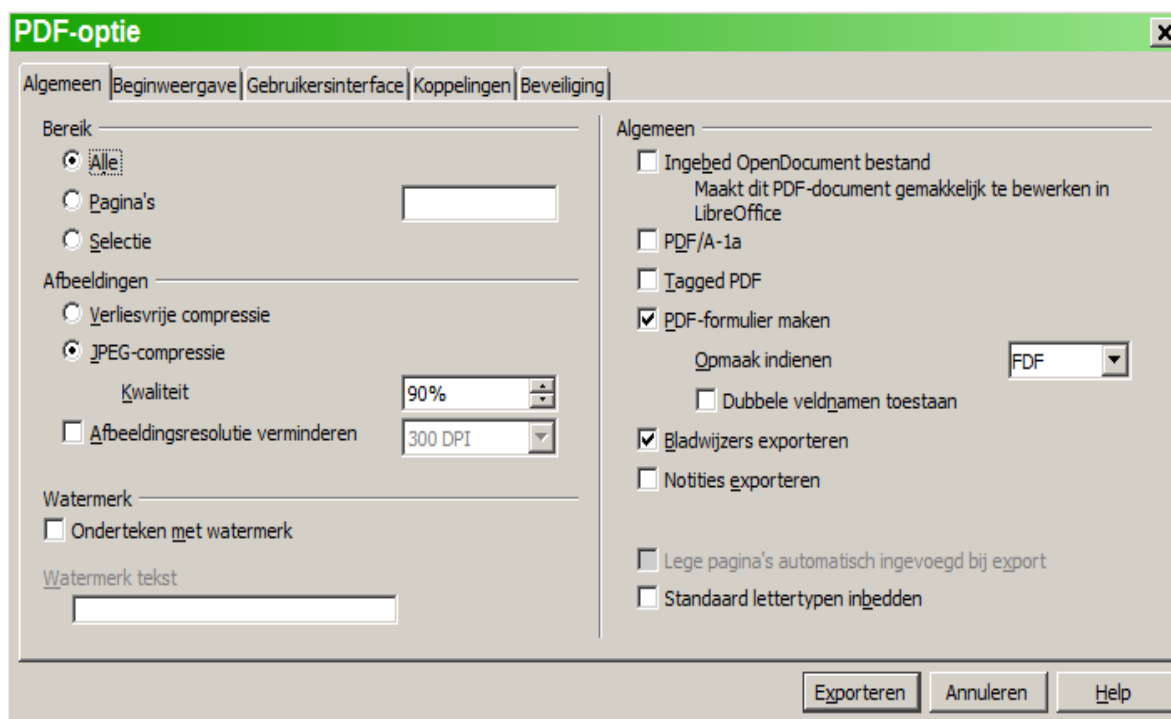 PDF-optie
Algemeen Beginweergave Gebruikersinterface Koppelingen Beveiliging
Bereik
Alle
Pagina's
Selectie
Afbeeldingen
Verliesvrije compressie
JPEG-compressie
Kwaliteit 90%
Afbeeldingsresolutie verminderen 300 DPI
Watermerk
Onderteken met watermerk
Watermerk tekst
Algemeen
Ingebed OpenDocument bestand
Maakt dit PDF-document gemakkelijk te bewerken in
LibreOffice
PDF/A-1a
Tagged PDF
PDF-formulier maken
Opmaak indienen FDF
Dubbele veldnamen toestaan
Bladwijzers exporteren
Notities exporteren
Lege pagina's automatisch ingevoegd bij export
Standaard lettertypen inbedden
Exporteren Annuleren Help